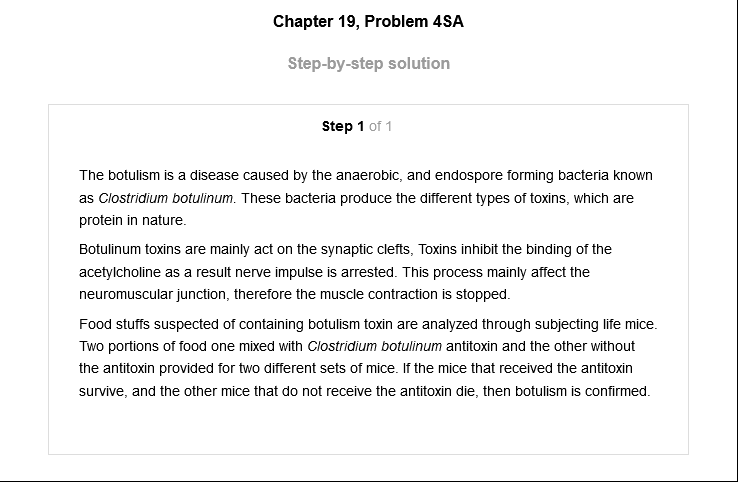 Chapter 19, Problem 4SA
Step-by-step solution
Step 1 of 1
The botulism is a disease caused by the anaerobic, and endospore forming bacteria known
as Clostridium botulinum. These bacteria produce the different types of toxins, which are
protein in nature.
Botulinum toxins are mainly act on the synaptic clefts, Toxins inhibit the binding of the
acetylcholine as a result nerve impulse is arrested. This process mainly affect the
neuromuscular junction, therefore the muscle contraction is stopped.
Food stuffs suspected of containing botulism toxin are analyzed through subjecting life mice.
Two portions of food one mixed with Clostridium botulinum antitoxin and the other without
the antitoxin provided for two different sets of mice. If the mice that received the antitoxin
survive, and the other mice that do not receive the antitoxin die, then botulism is confirmed.